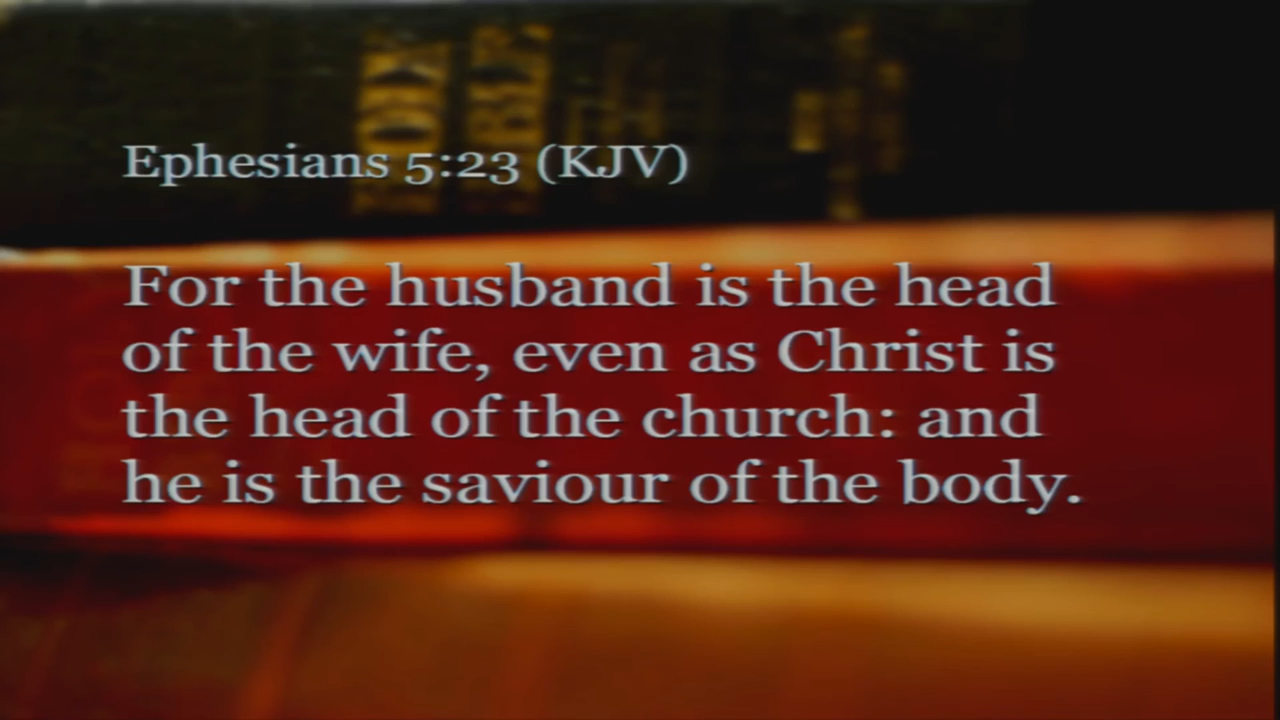 Ephesians 5:23 (KJV)
For the husband is the head
of the wife, even as Christ is
the head of the church: and
he is the saviour of the body.